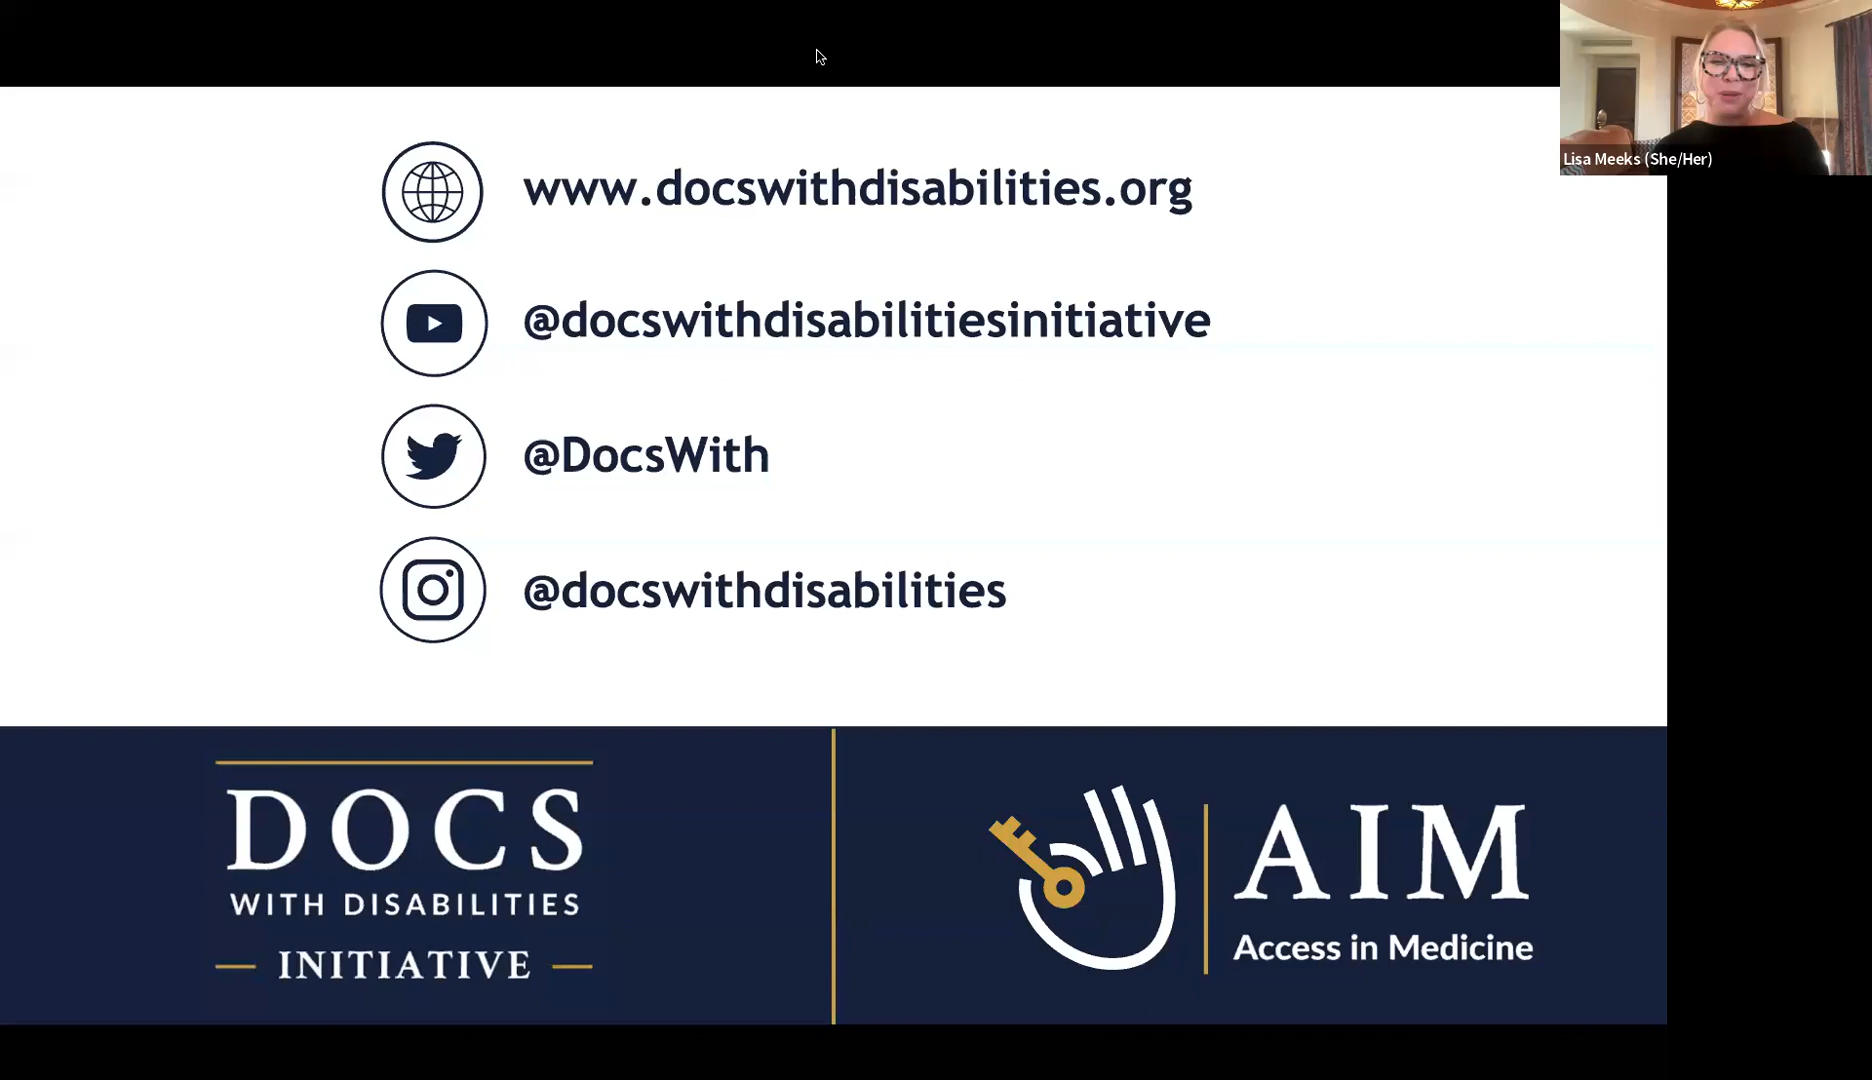 Lisa Meeks (She/Her)
www.docswithdisabilities.org
@docswithdisabilitiesinitiative
@DocsWith
@docswithdisabilities
DOCS
WITH DISABILITIES
INITIATIVE
AIM
Access in Medicine